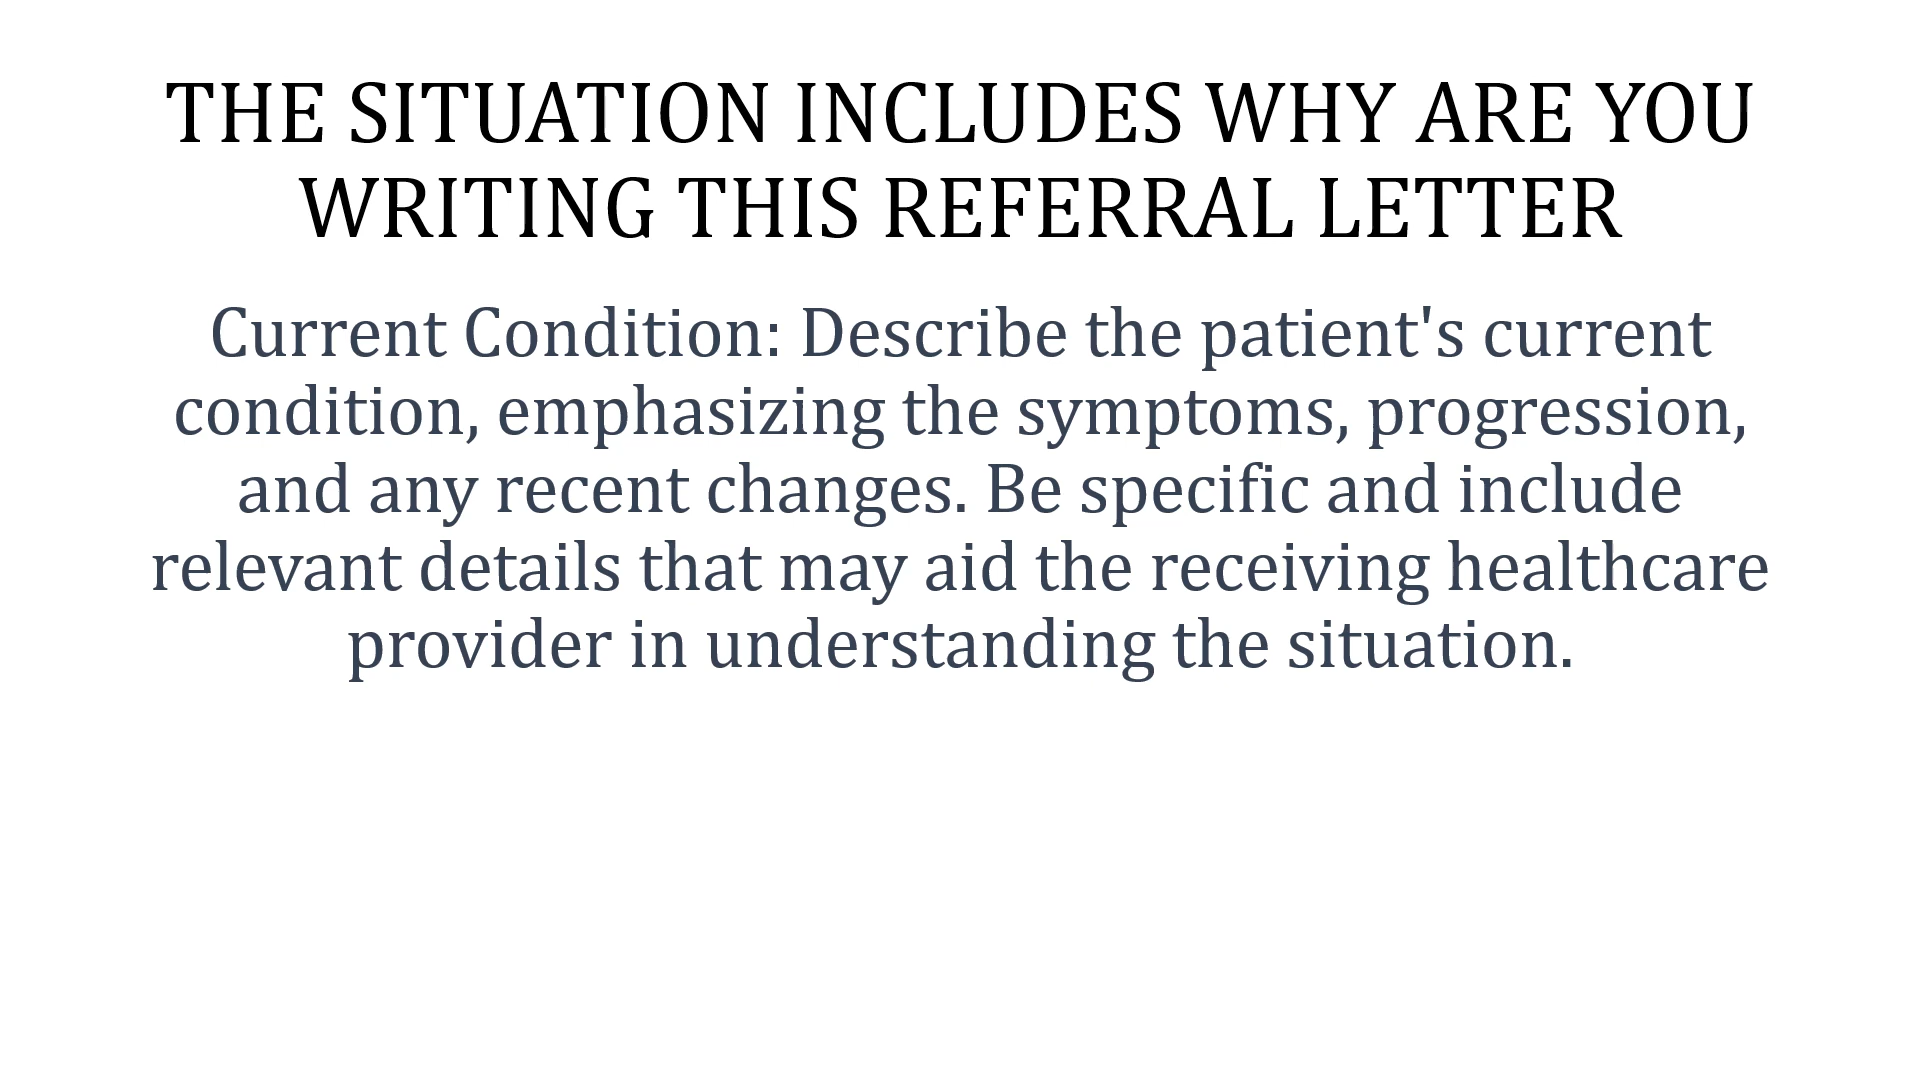 THE SITUATION INCLUDES WHY ARE YOU
WRITING THIS REFERRAL LETTER
Current Condition: Describe the patient's current
condition, emphasizing the symptoms, progression,
and any recent changes. Be specific and include
relevant details that may aid the receiving healthcare
provider in understanding the situation.